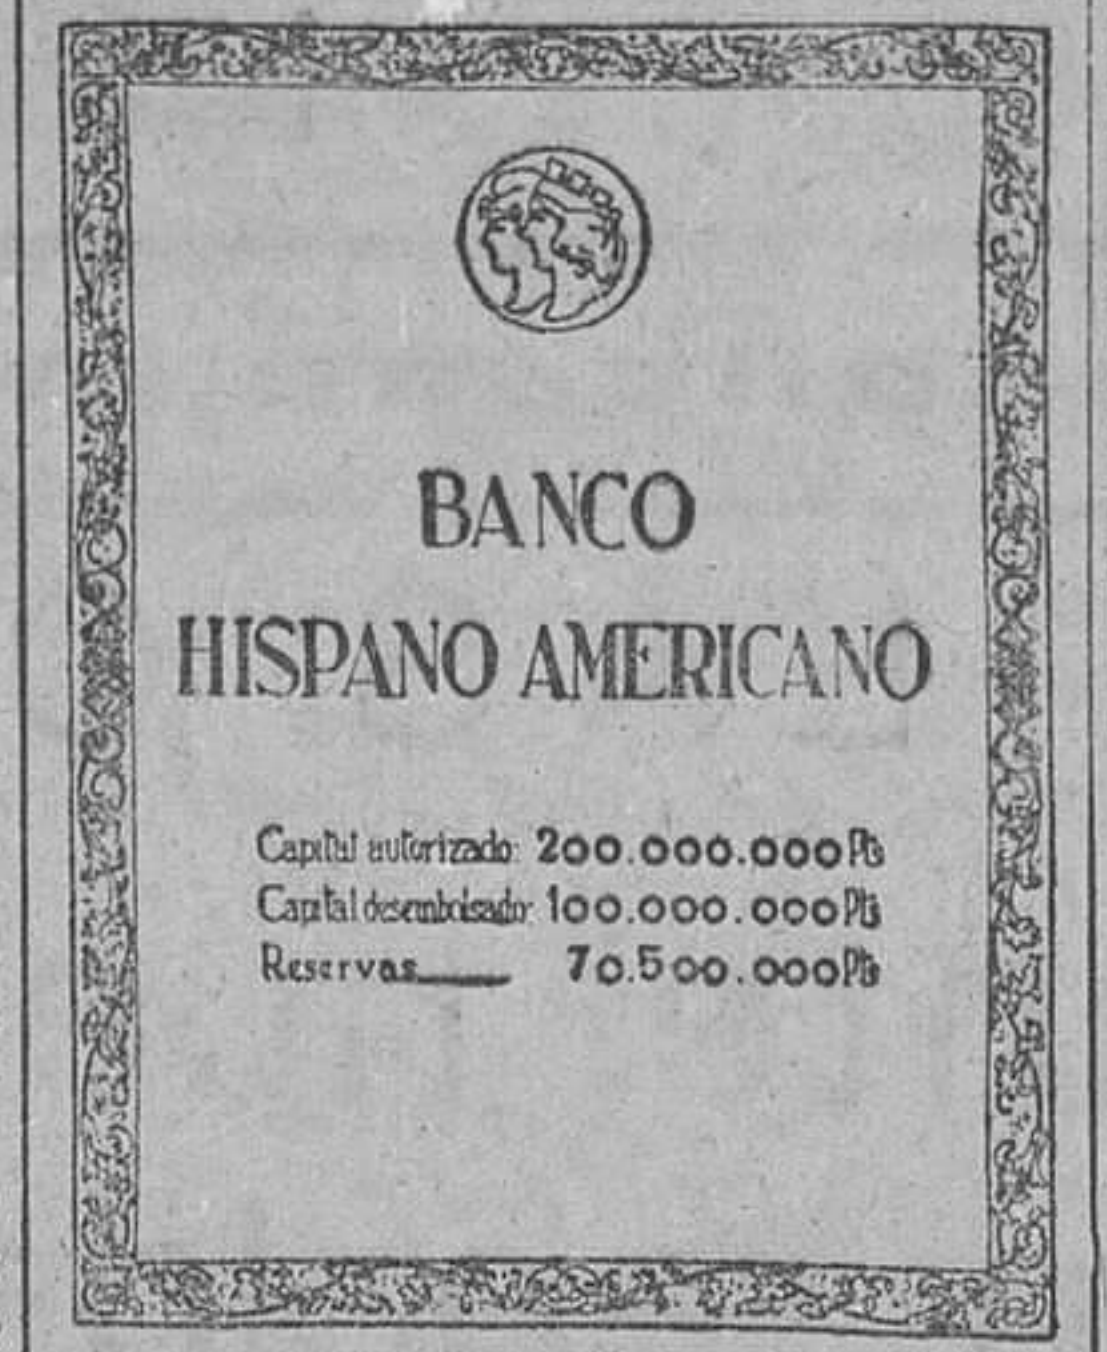 BANCO
HISPANO AMERICANO
Capital autorizado: 200.000.000 Pts
Capital desembolsado: 100.000.000 Pts
Reservas 70.500.000 Pts